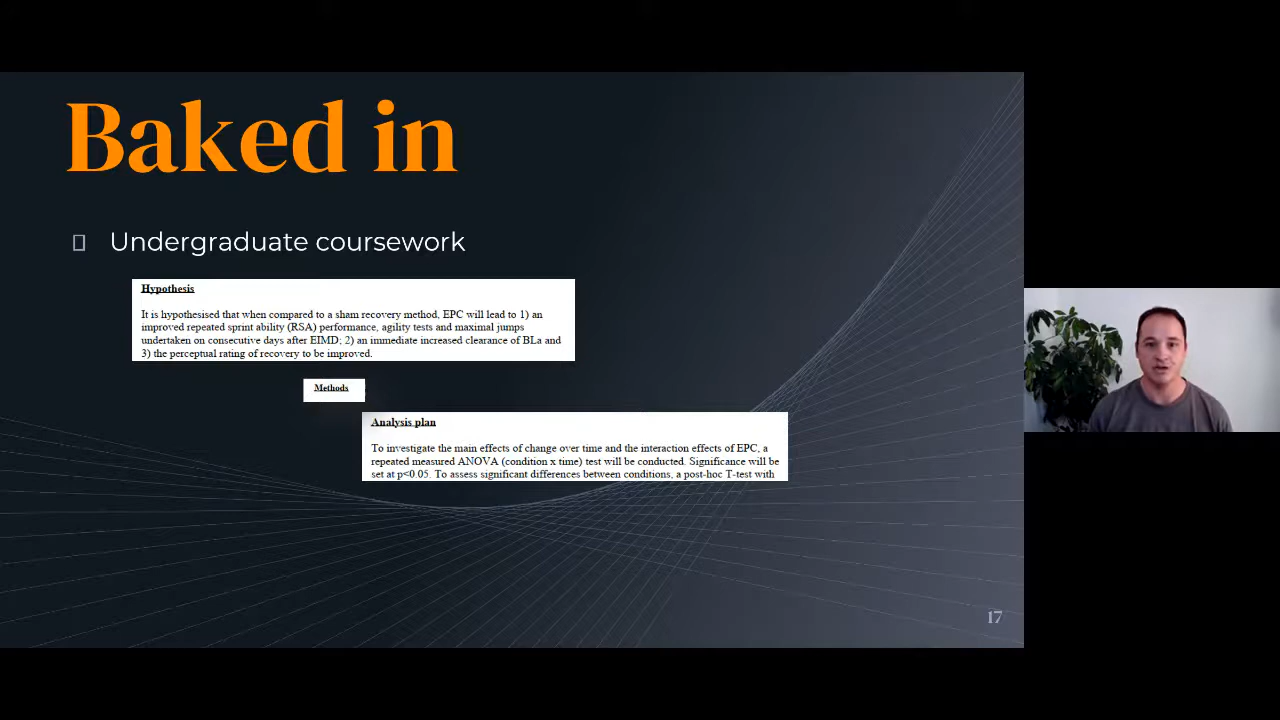 Baked in
Undergraduate coursework
Hypothesis
It is hypothesised that when compared to a sham recovery method, EPC will lead to 1) an
improved repeated sprint ability (RSA) performance, agility tests and maximal jumps
undertaken on consecutive days after EIMD; 2) an immediate increased clearance of BLa and
3) the perceptual rating of recovery to be improved.
Methods
Analysis plan
To investigate the main effects of change over time and the interaction effects of EPC, a
repeated measured ANOVA (condition x time) test will be conducted. Significance will be
set at p<0.05. To assess significant differences between conditions, a post-hoc T-test with
17